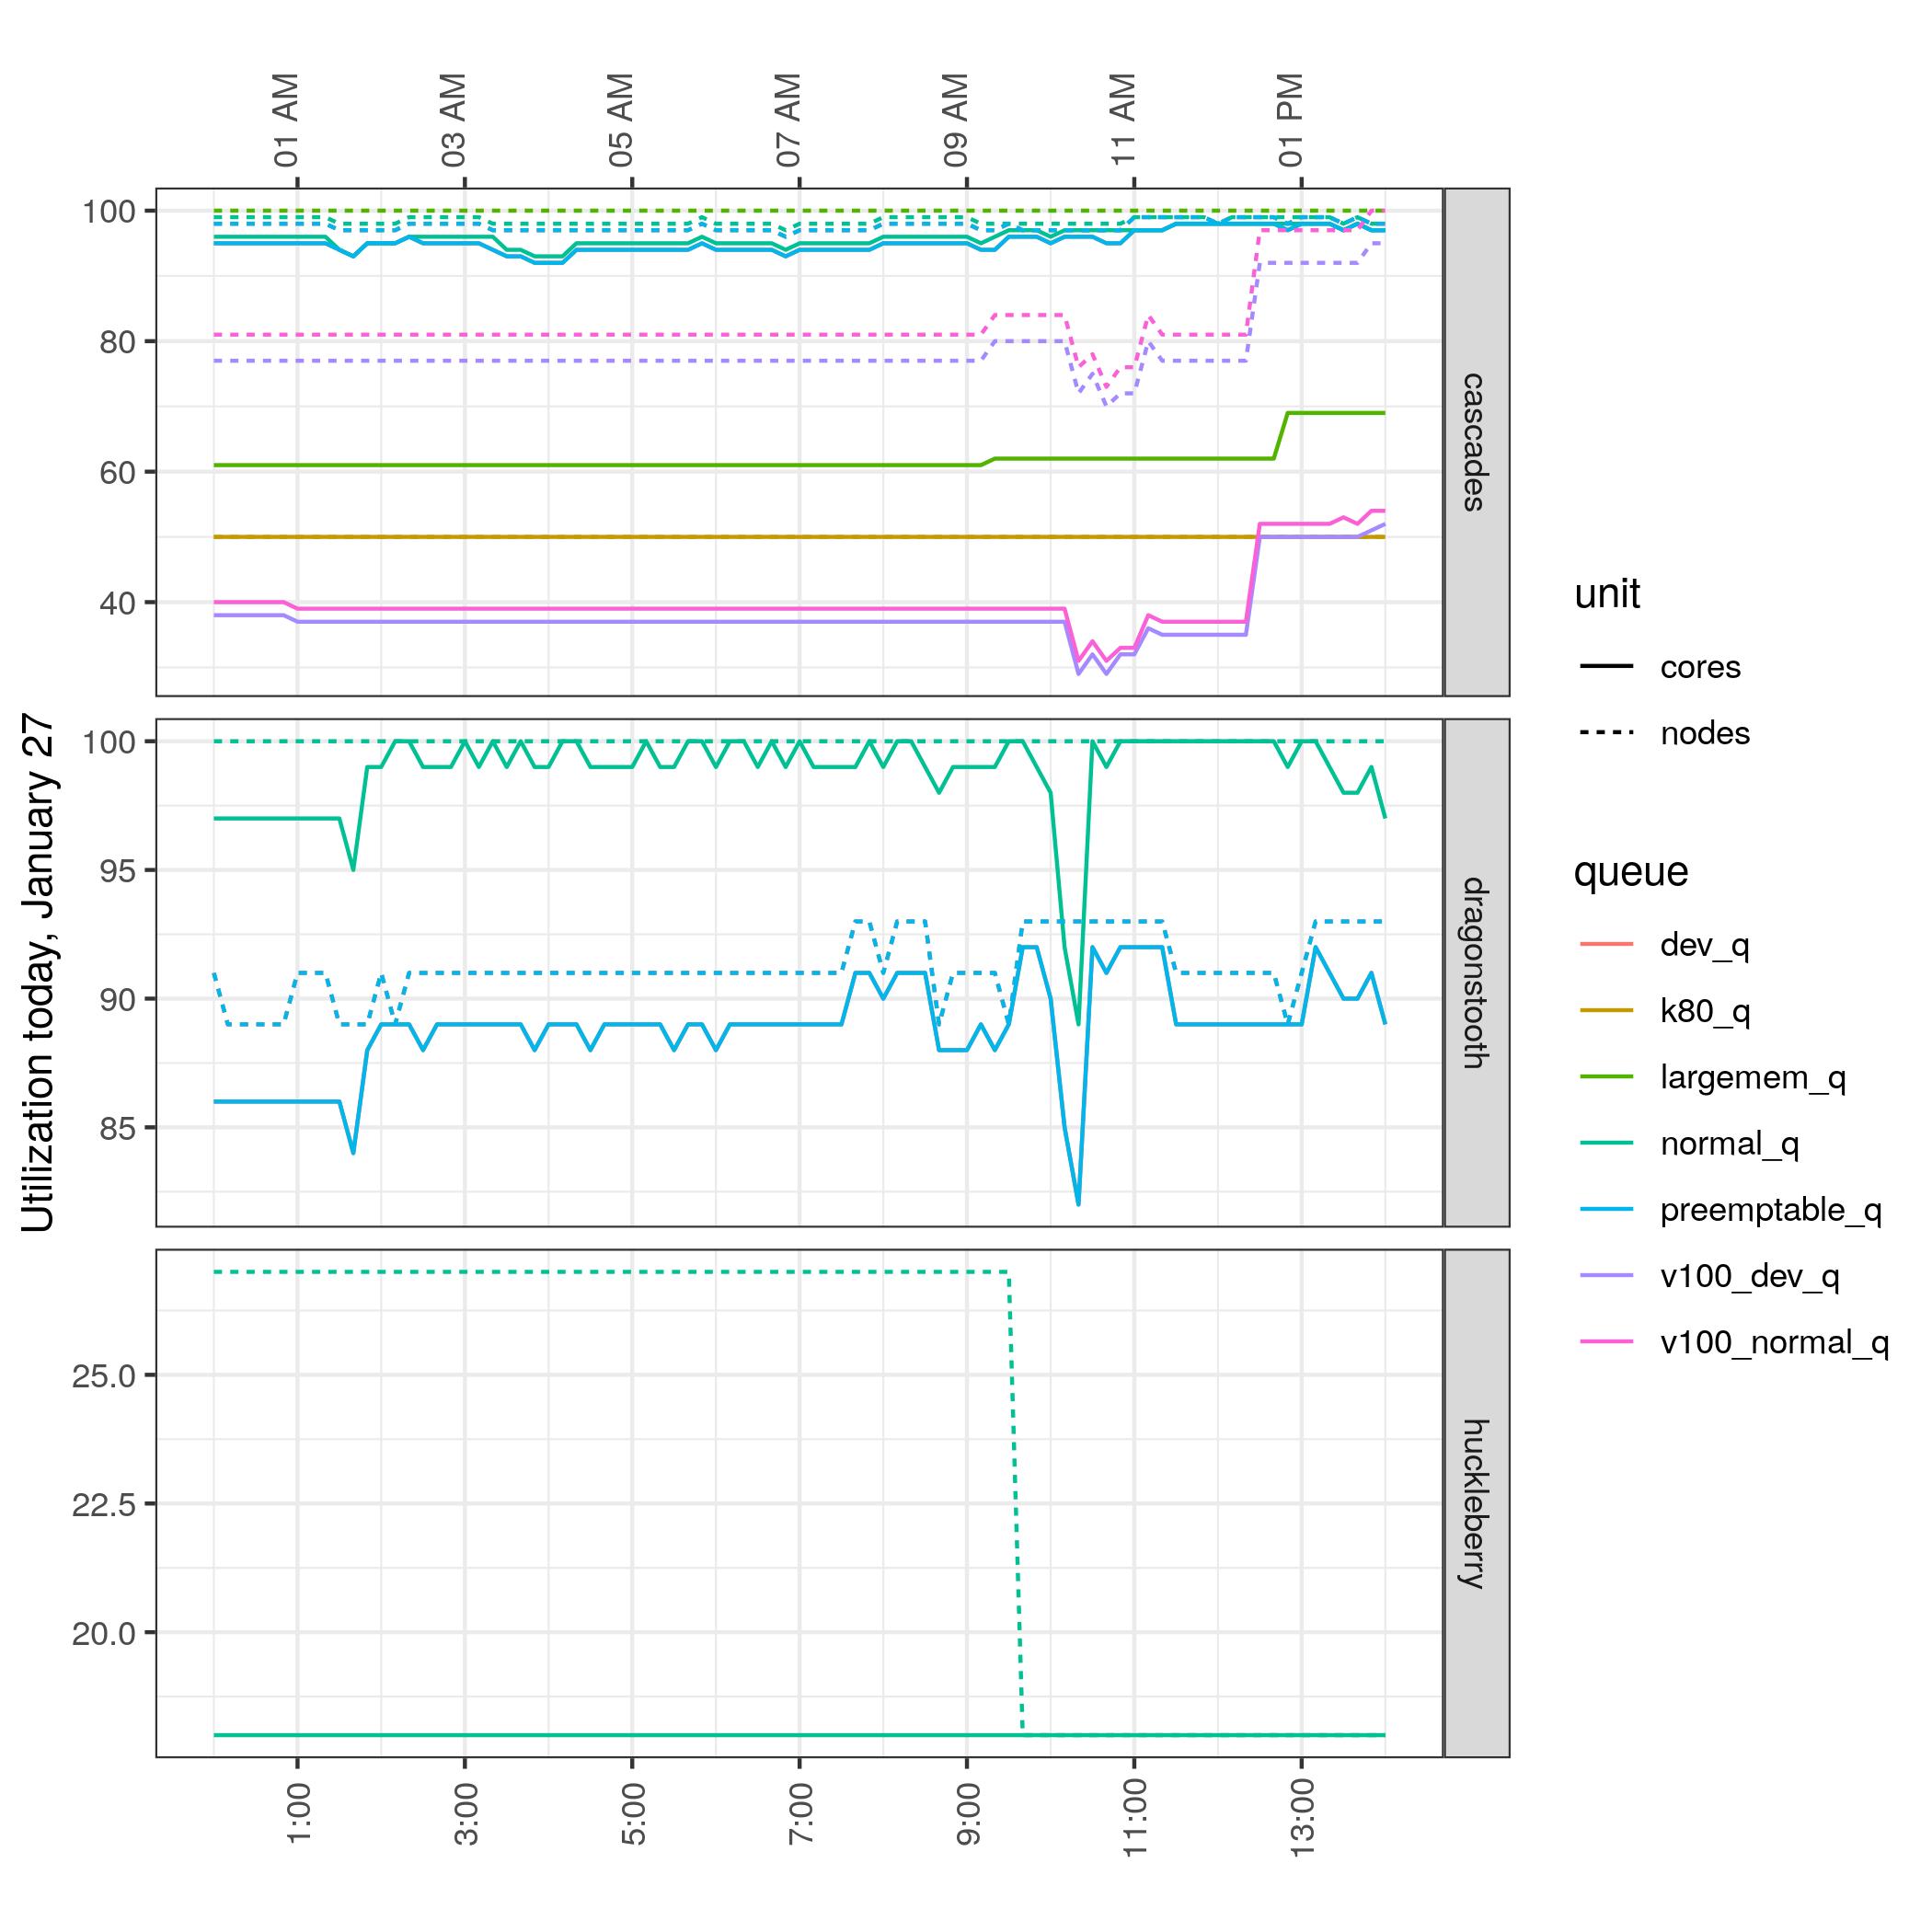 01 AM
03 AM
05 AM
07 AM
09 AM
11 AM
01 PM
Utilization today, January 27
100
80
60
40
cascades
100
95
90
85
dragonstooth
25.0
22.5
20.0
huckleberry
1:00
3:00
5:00
7:00
9:00
11:00
13:00
unit
cores
nodes
queue
dev_q
k80_q
largemem_q
normal_q
preemptable_q
v100_dev_q
v100_normal_q